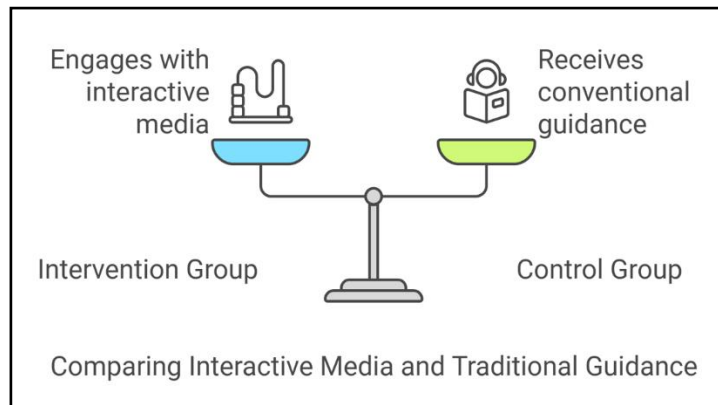 Engages with
interactive
media
Receives
conventional
guidance
Intervention Group
Control Group
Comparing Interactive Media and Traditional Guidance